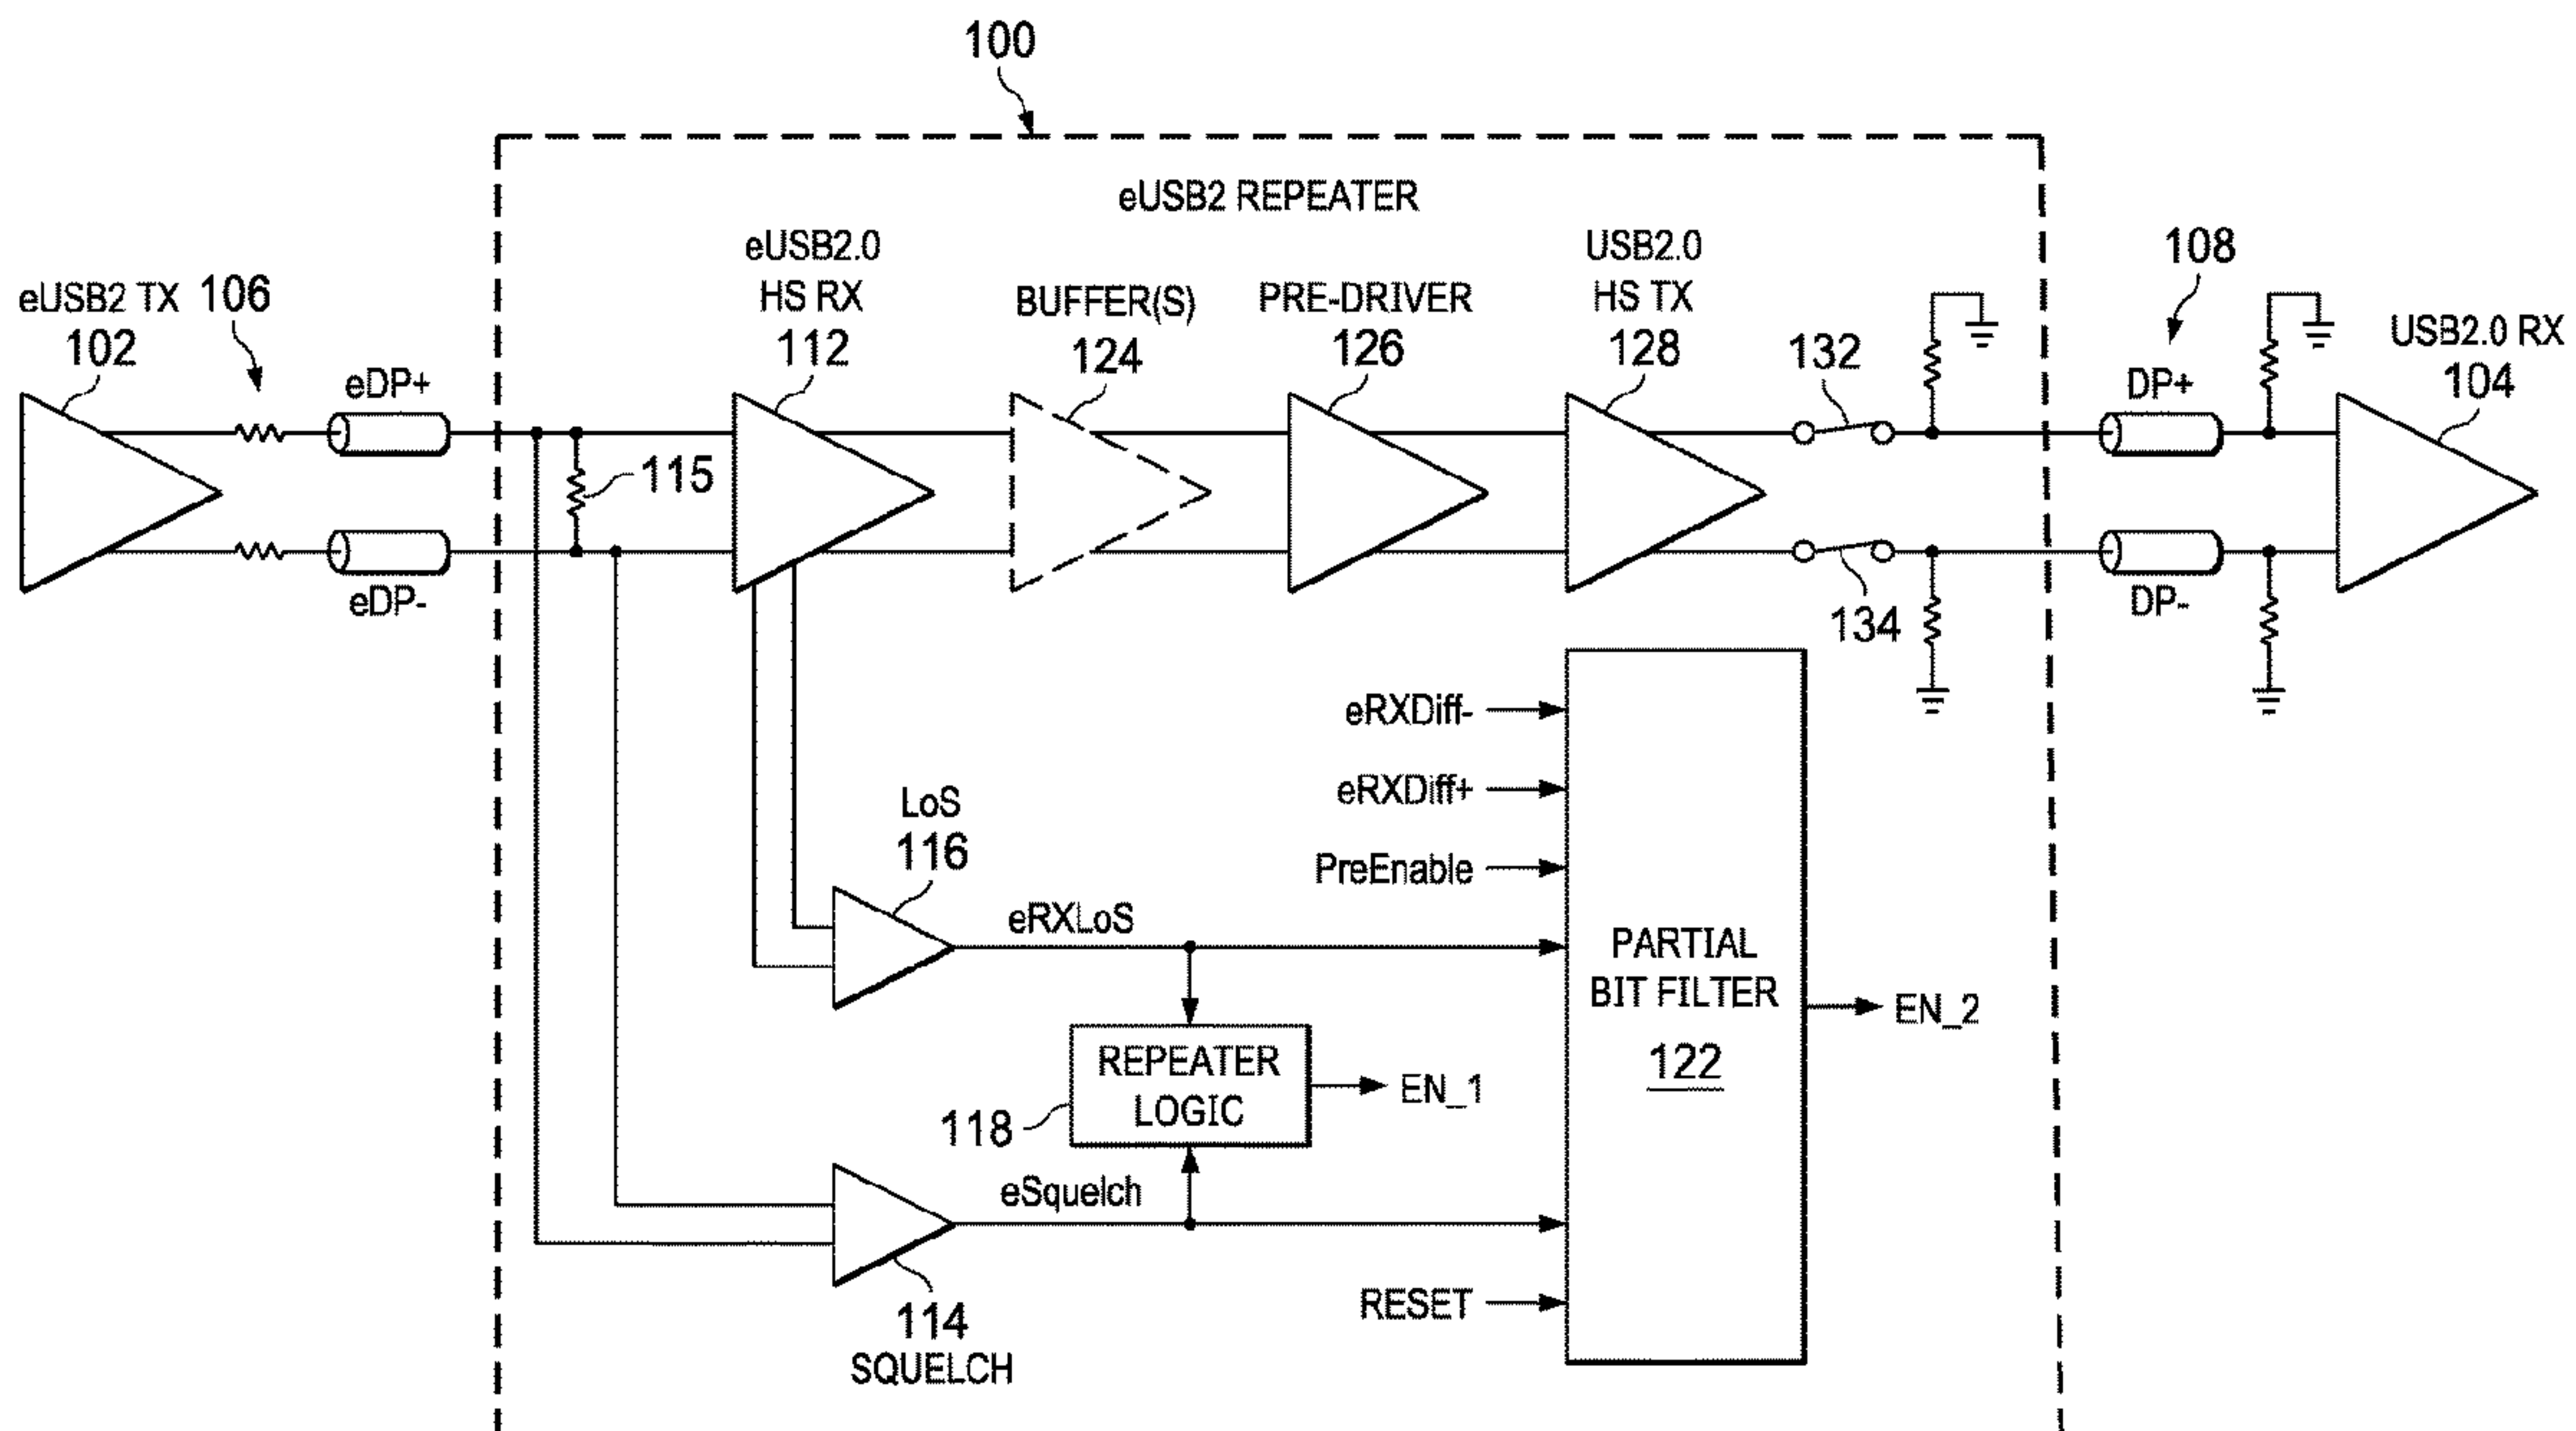 100
eUSB2 REPEATER
eUSB2 TX
102
106
eDP+
eDP-
115
eUSB2.0
HS RX
112
BUFFER(S)
124
PRE-DRIVER
126
USB2.0
HS TX
128
132
134
108
DP+
DP-
USB2.0 RX
104
eRXDiff-
eRXDiff+
PreEnable
LoS
116
eRXLoS
PARTIAL
BIT FILTER
122
EN_2
REPEATER
LOGIC
118
EN_1
eSquelch
114
SQUELCH
RESET